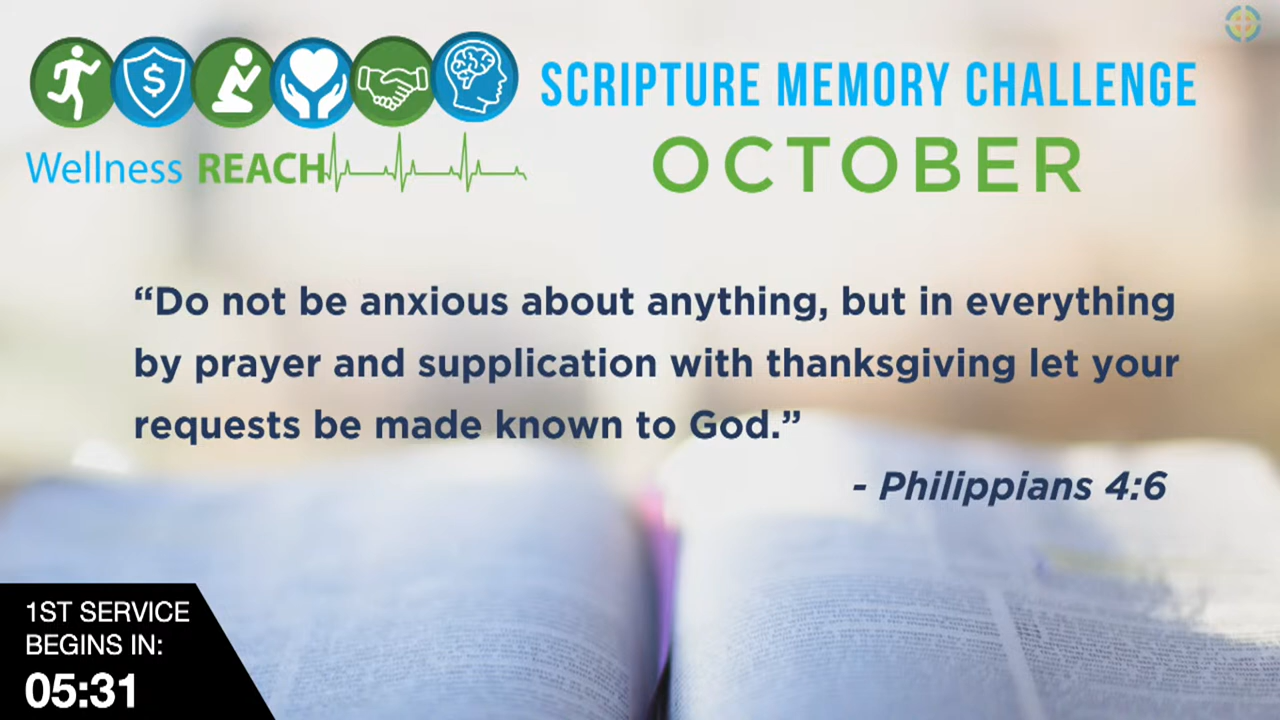 SCRIPTURE MEMORY CHALLENGE
OCTOBER
$
Wellness REACH
“Do not be anxious about anything, but in everything
by prayer and supplication with thanksgiving let your
requests be made known to God.”
- Philippians 4:6
1ST SERVICE
BEGINS IN:
05:31